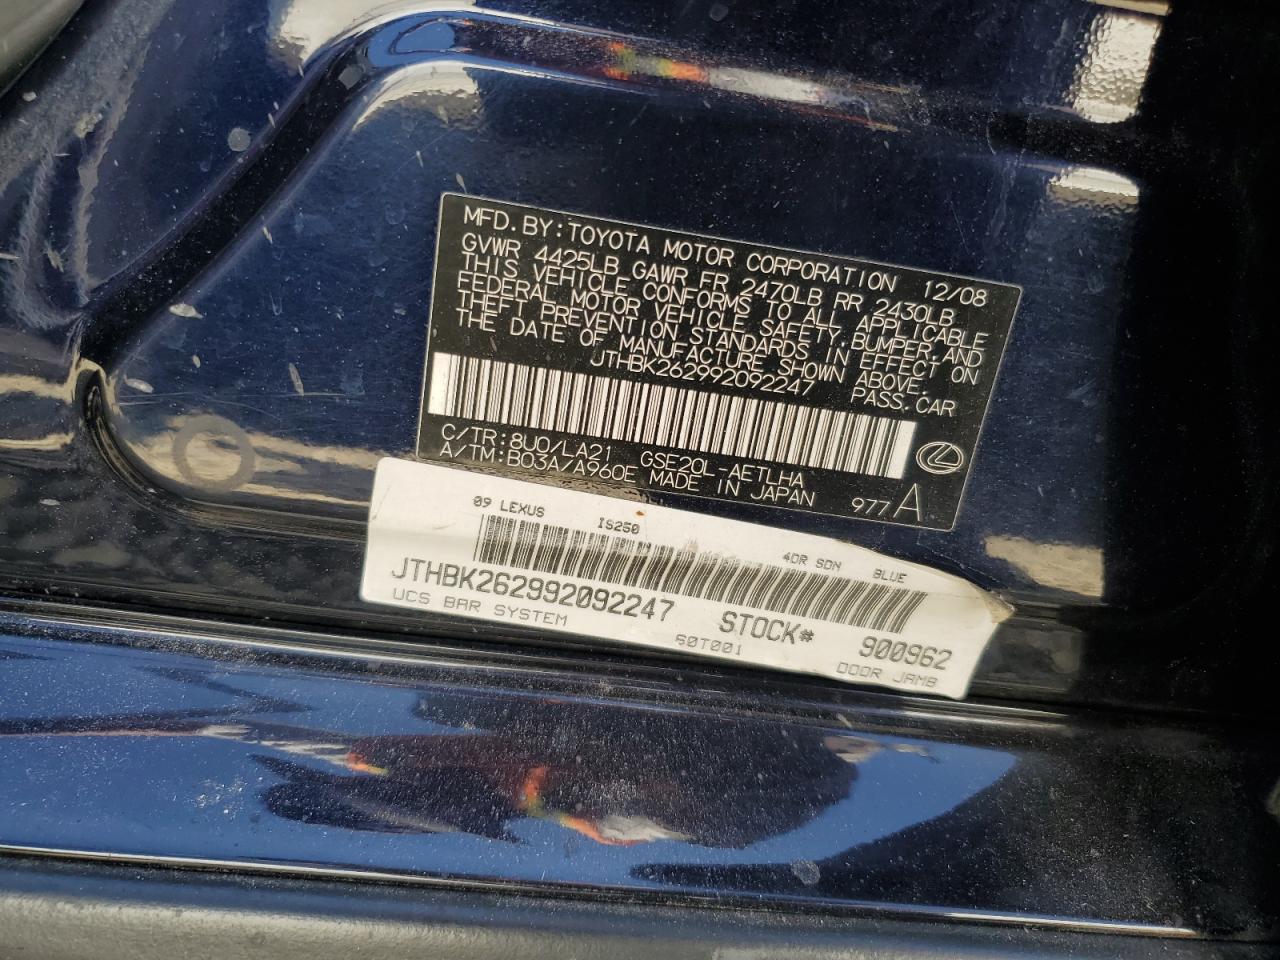 MFD.BY:TOYOTA MOTOR CORPORATION 12/08
GVWR 4425LB GAWR FR 2470LB RR 2430LB
THIS VEHICLE CONFORMS TO ALL APPLICABLE
FEDERAL MOTOR VEHICLE SAFETY,BUMPER,AND
THEFT PREVENTION STANDARDS IN EFFECT ON
THE DATE OF MANUFACTURE SHOWN ABOVE.
JTHBK262992092247 PASS.CAR
C/TR:8U0/LA21 GSE20L-AETLHA
A/TM:B03A/A960E MADE IN JAPAN 977 A
09 LEXUS IS250 4DR SDN BLUE
JTHBK262992092247 STOCK# 900962
UCS BAR SYSTEM 60T001 DOOR JAMB